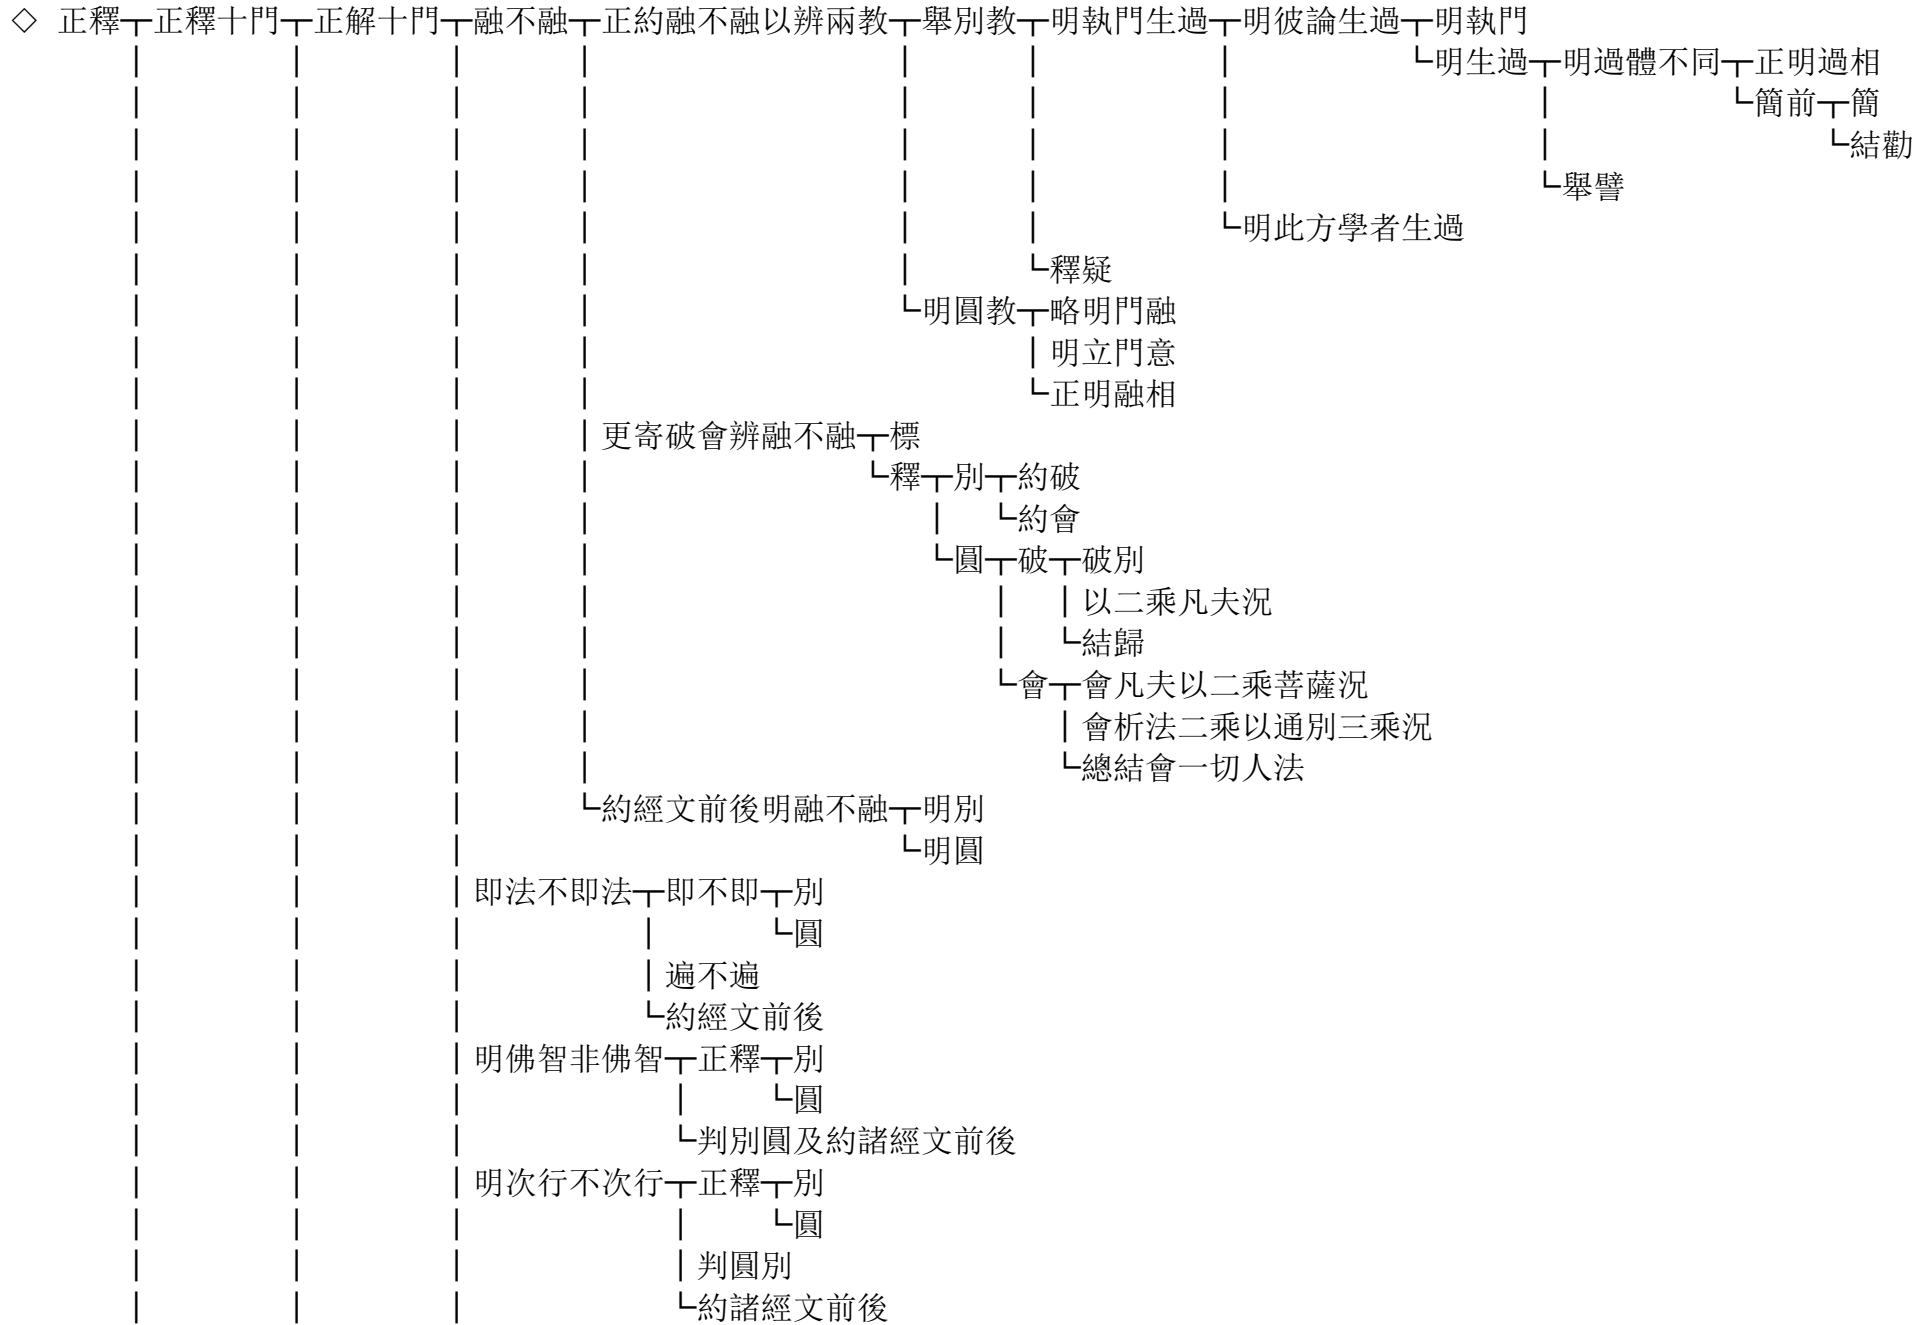 ◇ 正釋┬正釋十門┬正解十門┬融不融┬正約融不融以辨兩教┬舉別教┬明執門生過┬明彼論生過┬明執門
└明生過┬明過體不同┬正明過相
└簡前┬簡
└結勸
└舉譬
└明此方學者生過
└釋疑
└明圓教┬略明門融
│明立門意
└正明融相
│更寄破會辨融不融┬標
└釋┬別┬約破
│ └約會
└圓┬破┬破別
│ │以二乘凡夫況
│ └結歸
└會┬會凡夫以二乘菩薩況
│會析法二乘以通別三乘況
└總結會一切人法
└約經文前後明融不融┬明別
└明圓
│即法不即法┬即不即┬別
│ └圓
│遍不遍
└約經文前後
│明佛智非佛智┬正釋┬別
│ └圓
└判別圓及約諸經文前後
│明次行不次行┬正釋┬別
│ └圓
│判圓別
└約諸經文前後